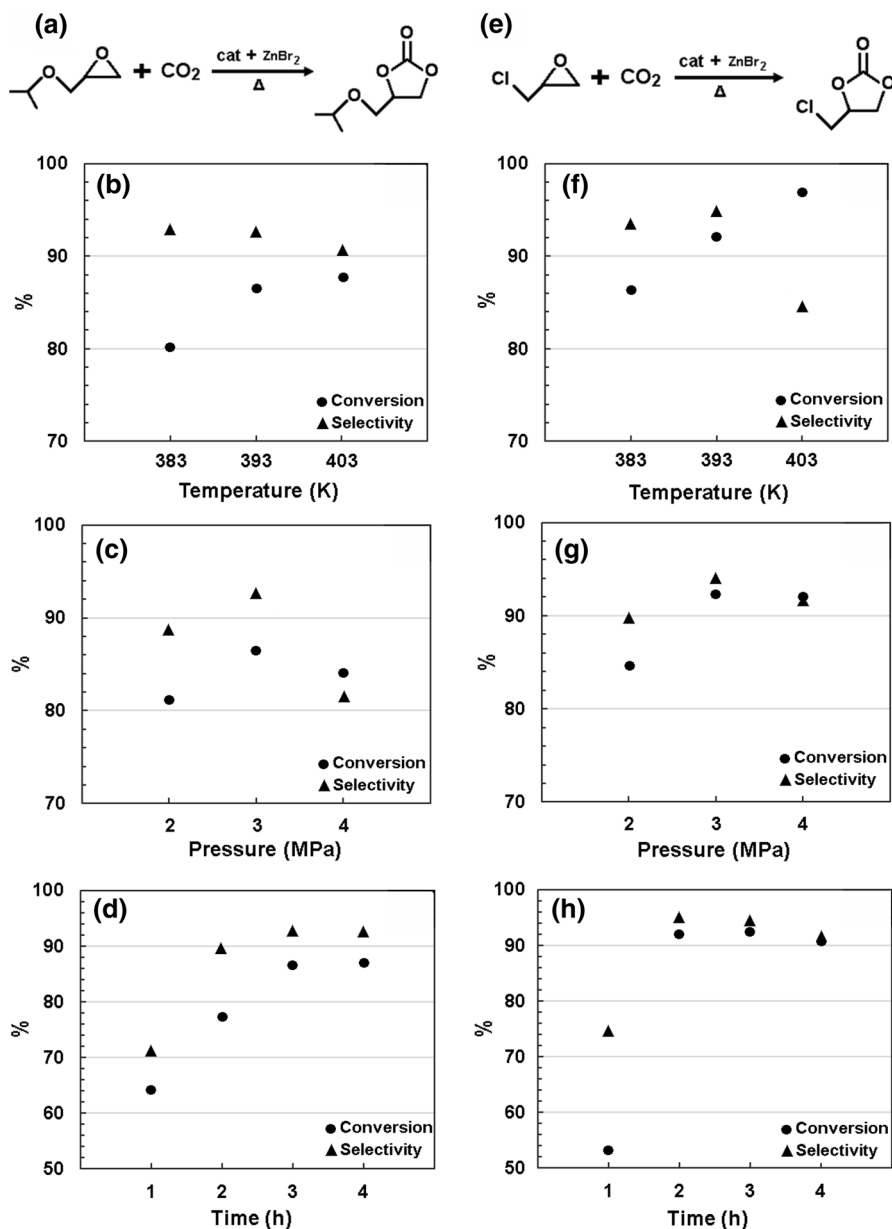 (a)
O
O
+ CO2
cat + ZnBr2
Δ
O
O
O
O
(b)
100
90
80
70
%
Conversion
Selectivity
383 393 403
Temperature (K)
(c)
100
90
80
70
%
Conversion
Selectivity
2 3 4
Pressure (MPa)
(d)
100
90
80
70
60
50
%
Conversion
Selectivity
1 2 3 4
Time (h)
(e)
Cl
O
+ CO2
cat + ZnBr2
Δ
O
O
O
Cl
(f)
100
90
80
70
%
Conversion
Selectivity
383 393 403
Temperature (K)
(g)
100
90
80
70
%
Conversion
Selectivity
2 3 4
Pressure (MPa)
(h)
100
90
80
70
60
50
%
Conversion
Selectivity
1 2 3 4
Time (h)